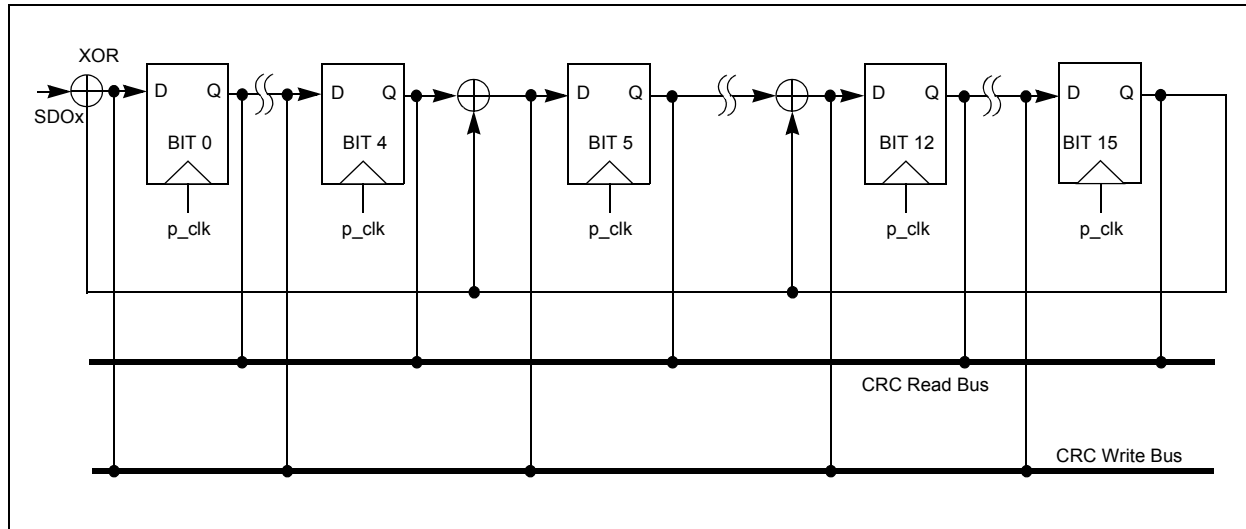 XOR
SDOx
D Q
BIT 0
p_clk
D Q
BIT 4
p_clk
D Q
BIT 5
p_clk
D Q
BIT 12
p_clk
D Q
BIT 15
p_clk
CRC Read Bus
CRC Write Bus